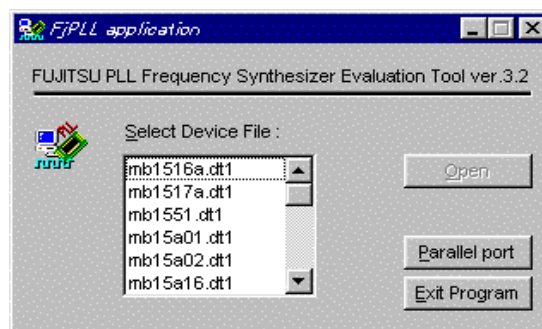 FjPLL application
FUJITSU PLL Frequency Synthesizer Evaluation Tool ver.3.2
Select Device File :
mb1516a.dt1
mb1517a.dt1
mb1551.dt1
mb15a01.dt1
mb15a02.dt1
mb15a16.dt1
Open
Parallel port
Exit Program